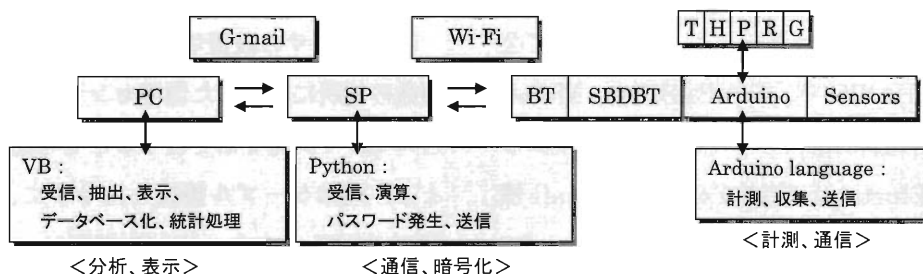 G-mail
Wi-Fi
T H P R G
PC
SP
BT SBDBT Arduino Sensors
VB：
受信、抽出、表示、
データベース化、統計処理
Python：
受信、演算、
パスワード発生、送信
Arduino language：
計測、収集、送信
＜分析、表示＞
＜通信、暗号化＞
＜計測、通信＞